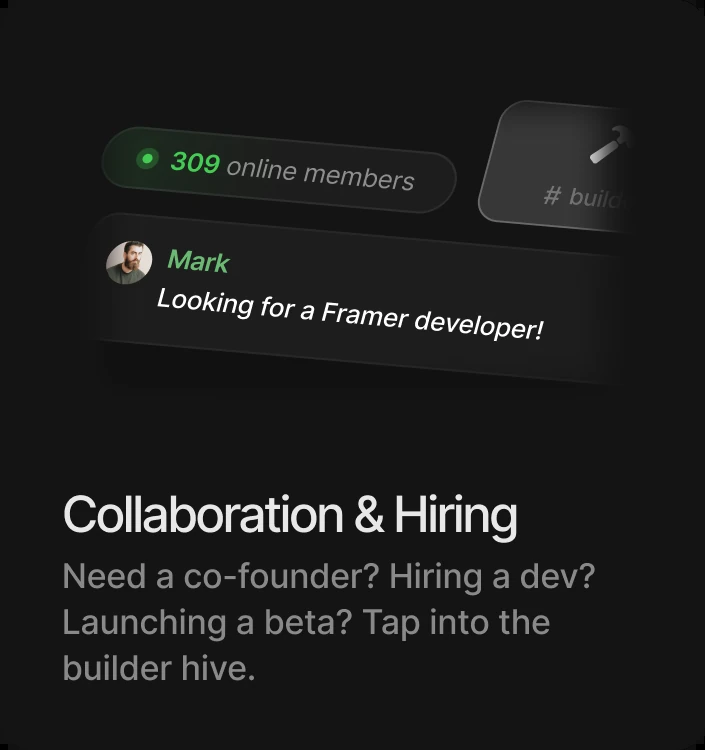 309 online members
# build
Mark
Looking for a Framer developer!
Collaboration & Hiring
Need a co-founder? Hiring a dev?
Launching a beta? Tap into the
builder hive.